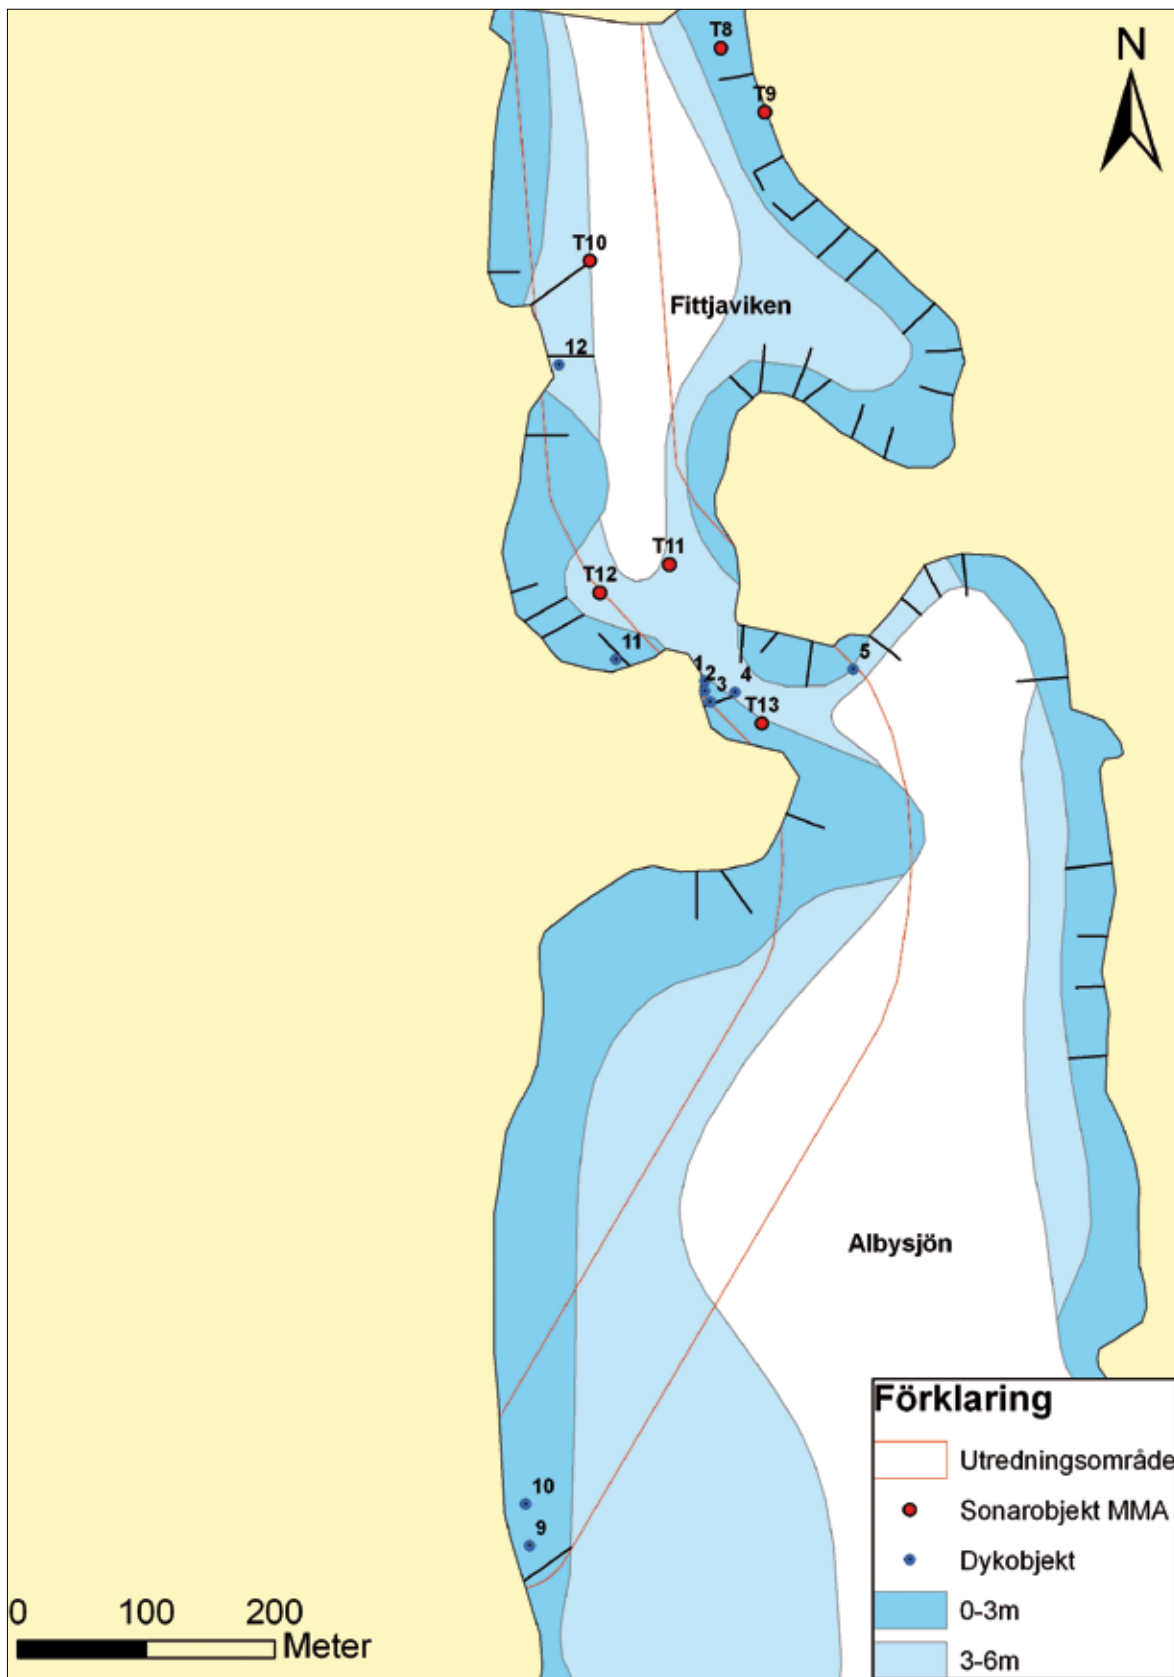 T8
N
T9
T10
Fittjaviken
12
T11
T12
11
1
2
3
4
5
T13
Albysjön
Förklaring
Utredningsområde
Sonarobjekt MMA
Dykobjekt
0-3m
3-6m
10
9
0 100 200
Meter